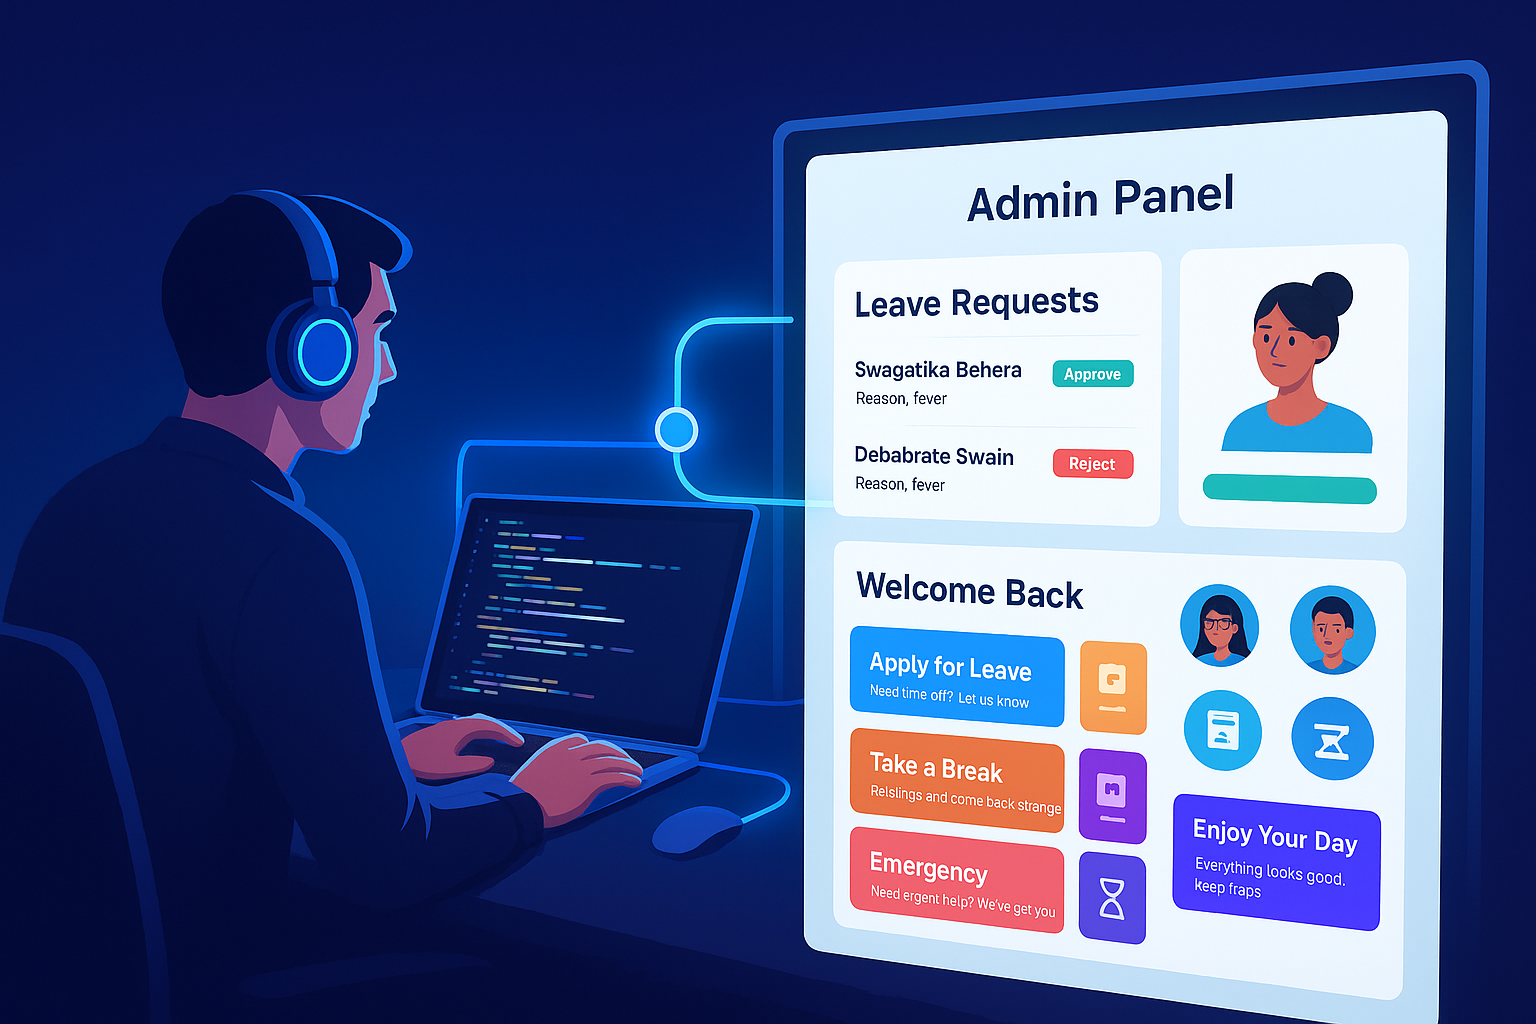 Admin Panel
Leave Requests
Swagatika Behera
Approve
Reason, fever
Debabrate Swain
Reject
Reason, fever
Welcome Back
Apply for Leave
Need time off? Let us know
Take a Break
Relslings and come back strange
Emergency
Need ergent help? We've get you
Enjoy Your Day
Everything looks good.
keep fraps